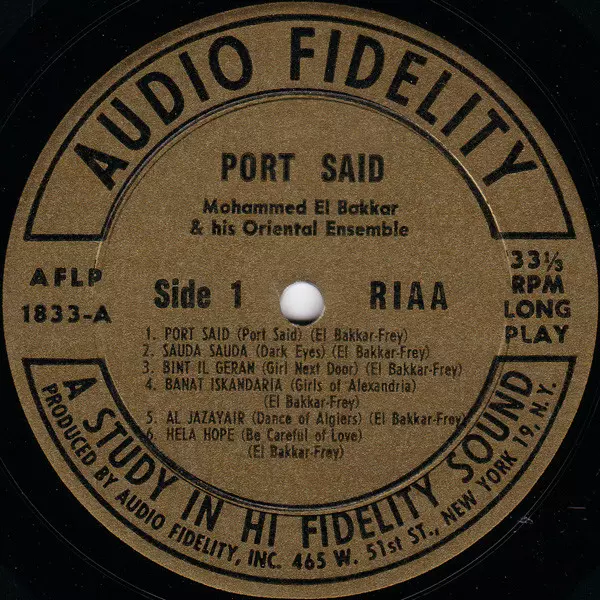 AUDIO FIDELITY
PORT SAID
Mohammed El Bakkar
& his Oriental Ensemble
AFLP
1833-A
Side 1
RIAA
33⅓
RPM
LONG
PLAY
1. PORT SAID (Port Said) (El Bakkar-Frey)
2. SAUDA SAUDA (Dark Eyes) (El Bakkar-Frey)
3. BINT IL GERAN (Girl Next Door) (El Bakkar-Frey)
4. BANAT ISKANDARIA (Girls of Alexandria)
(El Bakkar-Frey)
5. AL JAZAYAIR (Dance of Algiers) (El Bakkar-Frey)
6. HELA HOPE (Be Careful of Love)
(El Bakkar-Frey)
A STUDY IN HI FIDELITY SOUND
PRODUCED BY AUDIO FIDELITY, INC. 465 W. 51st ST., NEW YORK 19, N.Y.